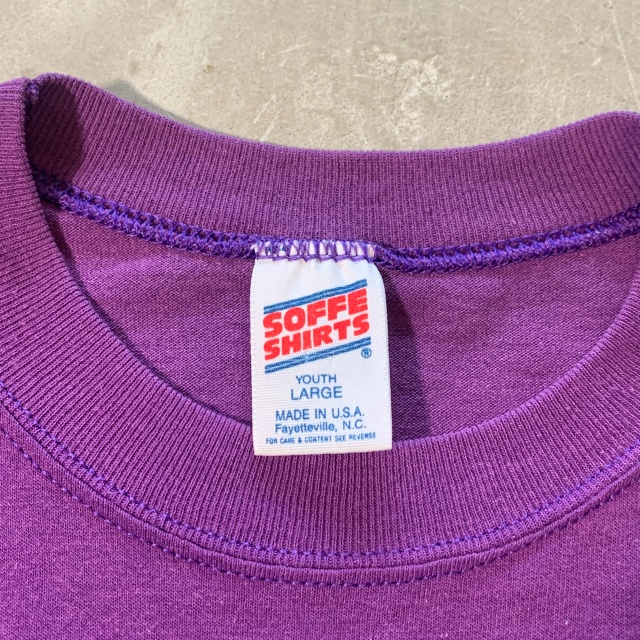 SOFFE
SHIRTS
®
YOUTH
LARGE
MADE IN U.S.A.
Fayetteville, N.C.
FOR CARE & CONTENT SEE REVERSE